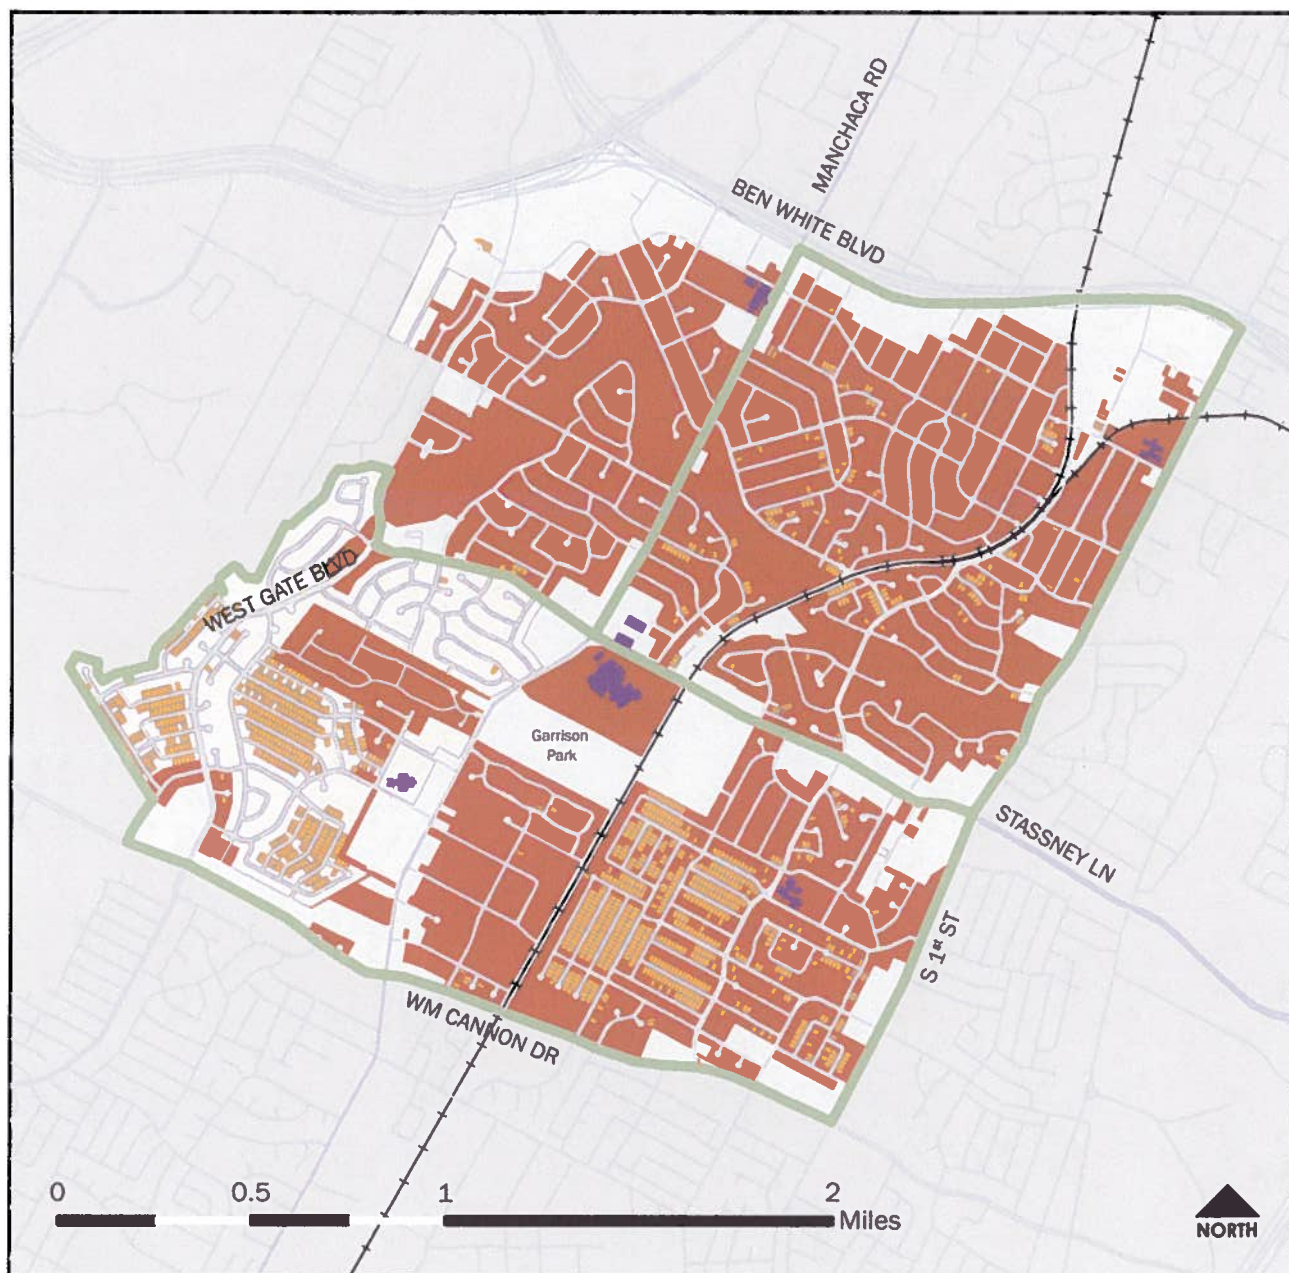 MANCHACA RD
BEN WHITE BLVD
WEST GATE BLVD
Garrison
Park
STASSNEY LN
S 1st ST
WM CANNON DR
0 0.5 1 2
Miles
NORTH